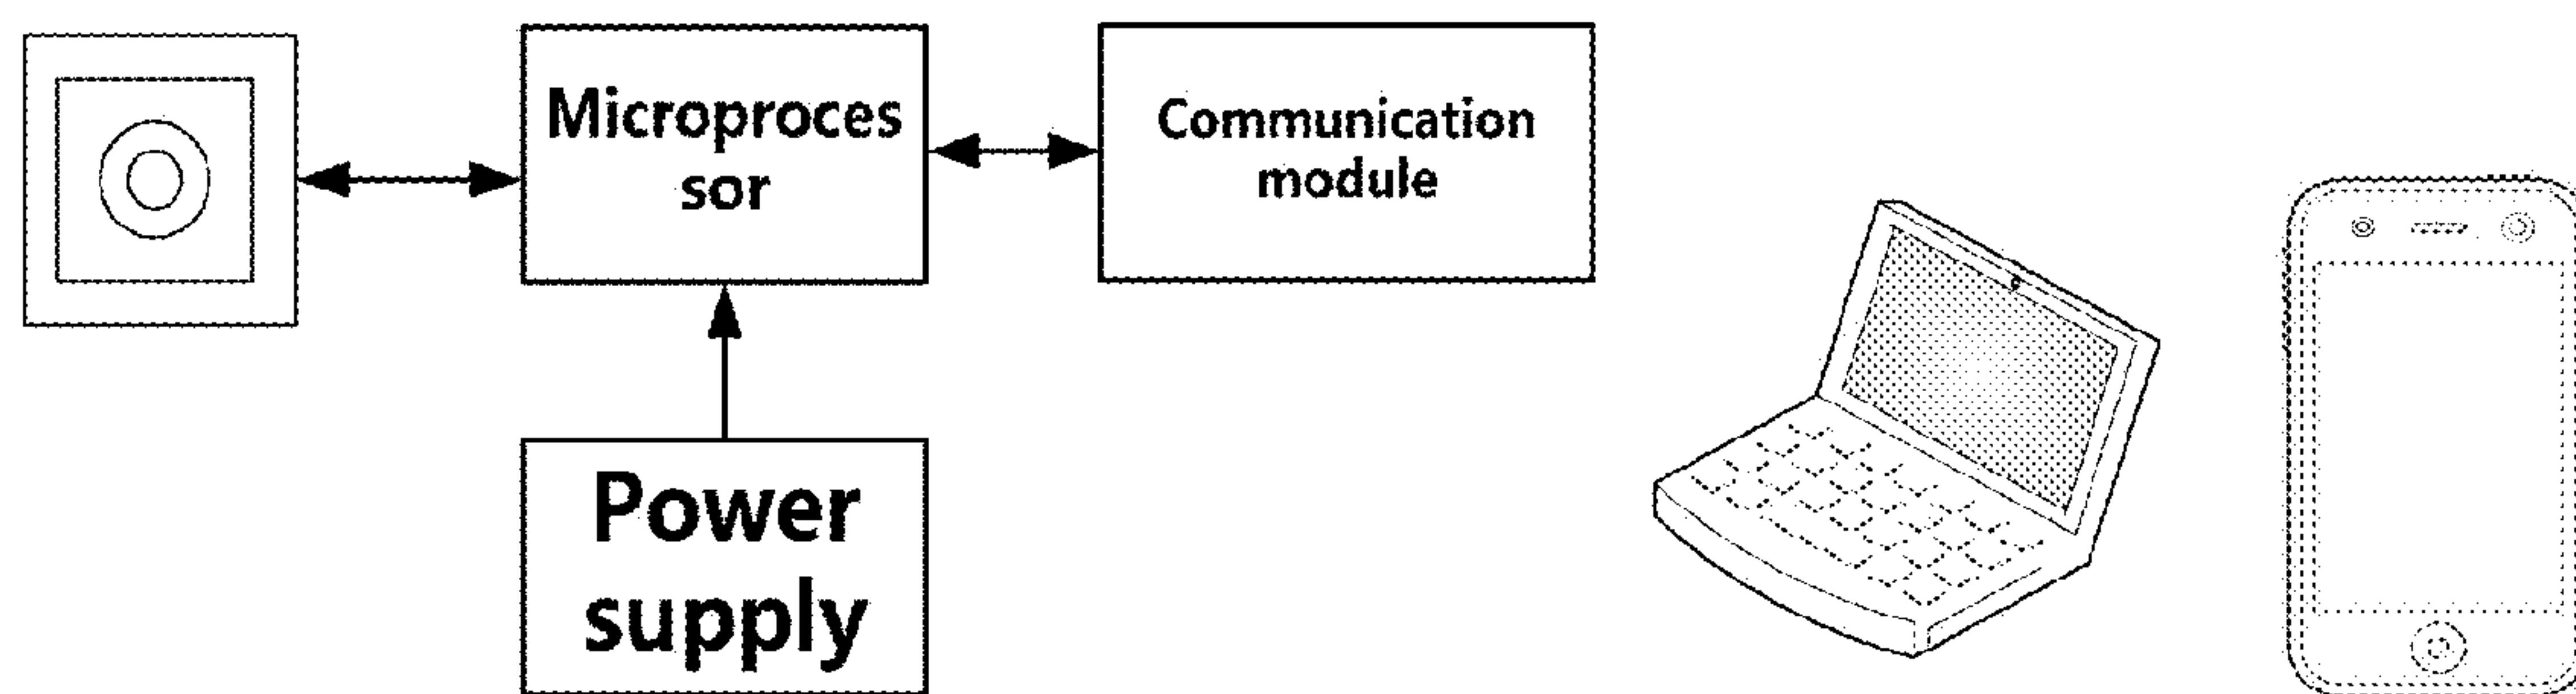 Microproces
sor
Communication
module
Power
supply